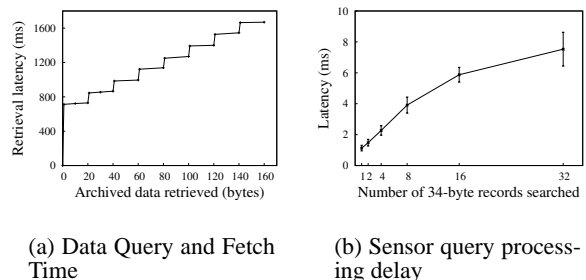 Retrieval latency (ms)
1600
1200
800
400
0
0 20 40 60 80 100 120 140 160
Archived data retrieved (bytes)
(a) Data Query and Fetch
Time
Latency (ms)
10
8
6
4
2
0
1 2 4 8 16 32
Number of 34-byte records searched
(b) Sensor query process-
ing delay